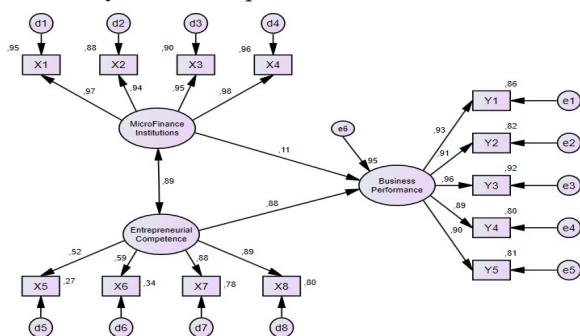 d1 d2 d3 d4
,95 ,88 ,90 ,96
X1 X2 X3 X4
,97 ,94 ,95 ,98
MicroFinance
Institutions
,11
,89
e6
,95
Business
Performance
,88
Entrepreneurial
Competence
,52 ,59 ,88 ,89
X5 ,27 X6 ,34 X7 ,78 X8 ,80
d5 d6 d7 d8
,86
,93 Y1 e1
,82
,91 Y2 e2
,92
,96 Y3 e3
,89 ,80
Y4 e4
,90 ,81
Y5 e5